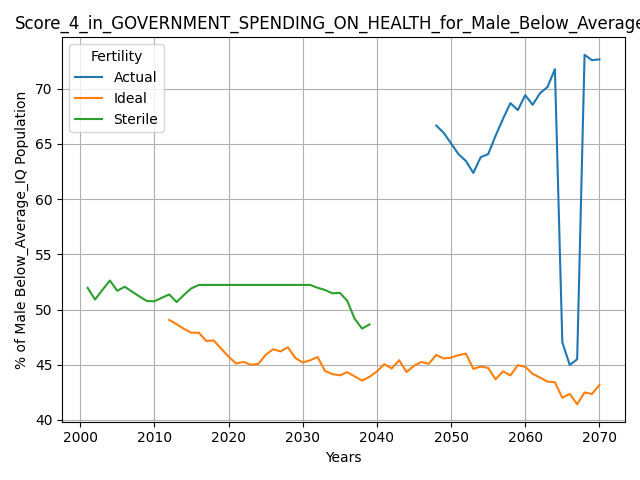 Score_4_in_GOVERNMENT_SPENDING_ON_HEALTH_for_Male_Below_Average
Fertility
Actual
Ideal
Sterile
% of Male Below_Average_IQ Population
70
65
60
55
50
45
40
2000 2010 2020 2030 2040 2050 2060 2070
Years